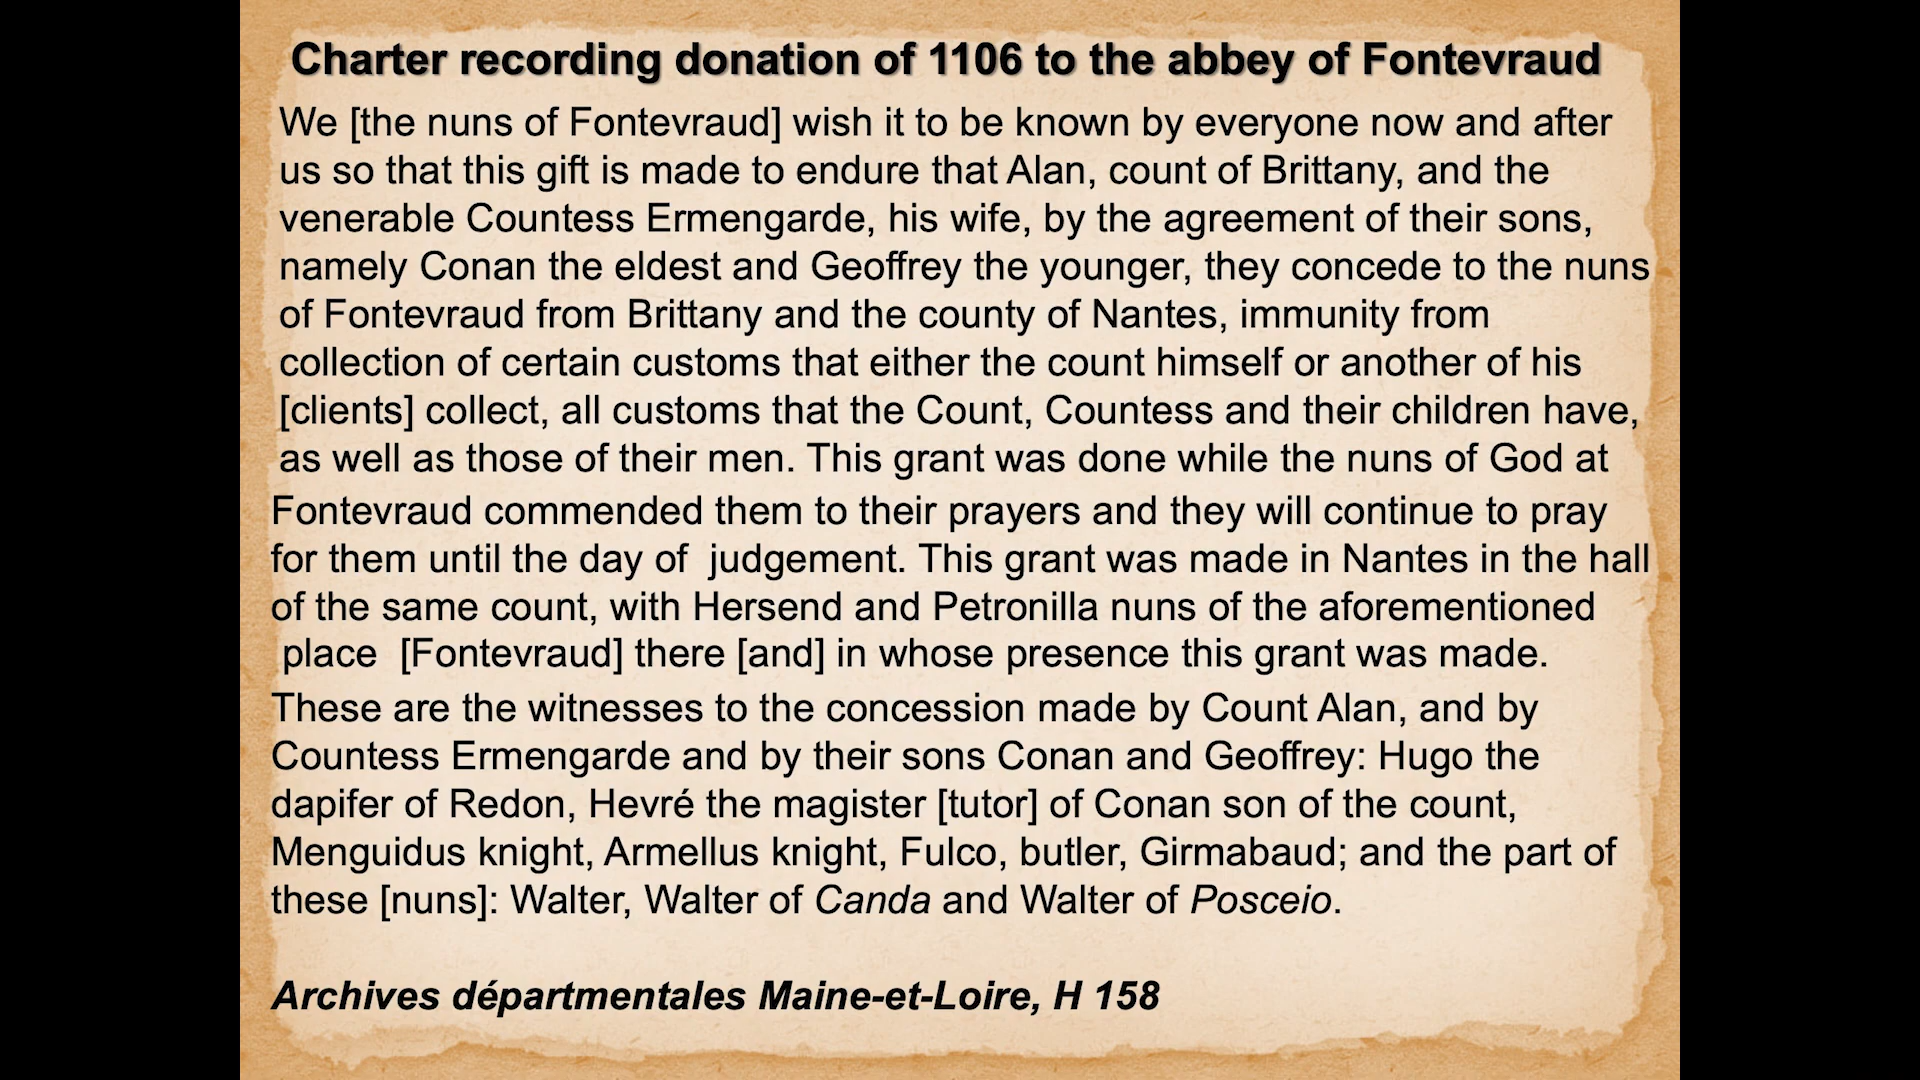 Charter recording donation of 1106 to the abbey of Fontevraud
We [the nuns of Fontevraud] wish it to be known by everyone now and after
us so that this gift is made to endure that Alan, count of Brittany, and the
venerable Countess Ermengarde, his wife, by the agreement of their sons,
namely Conan the eldest and Geoffrey the younger, they concede to the nuns
of Fontevraud from Brittany and the county of Nantes, immunity from
collection of certain customs that either the count himself or another of his
[clients] collect, all customs that the Count, Countess and their children have,
as well as those of their men. This grant was done while the nuns of God at
Fontevraud commended them to their prayers and they will continue to pray
for them until the day of  judgement. This grant was made in Nantes in the hall
of the same count, with Hersend and Petronilla nuns of the aforementioned
place  [Fontevraud] there [and] in whose presence this grant was made.
These are the witnesses to the concession made by Count Alan, and by
Countess Ermengarde and by their sons Conan and Geoffrey: Hugo the
dapifer of Redon, Hevré the magister [tutor] of Conan son of the count,
Menguidus knight, Armellus knight, Fulco, butler, Girmabaud; and the part of
these [nuns]: Walter, Walter of Canda and Walter of Posceio.
Archives départmentales Maine-et-Loire, H 158